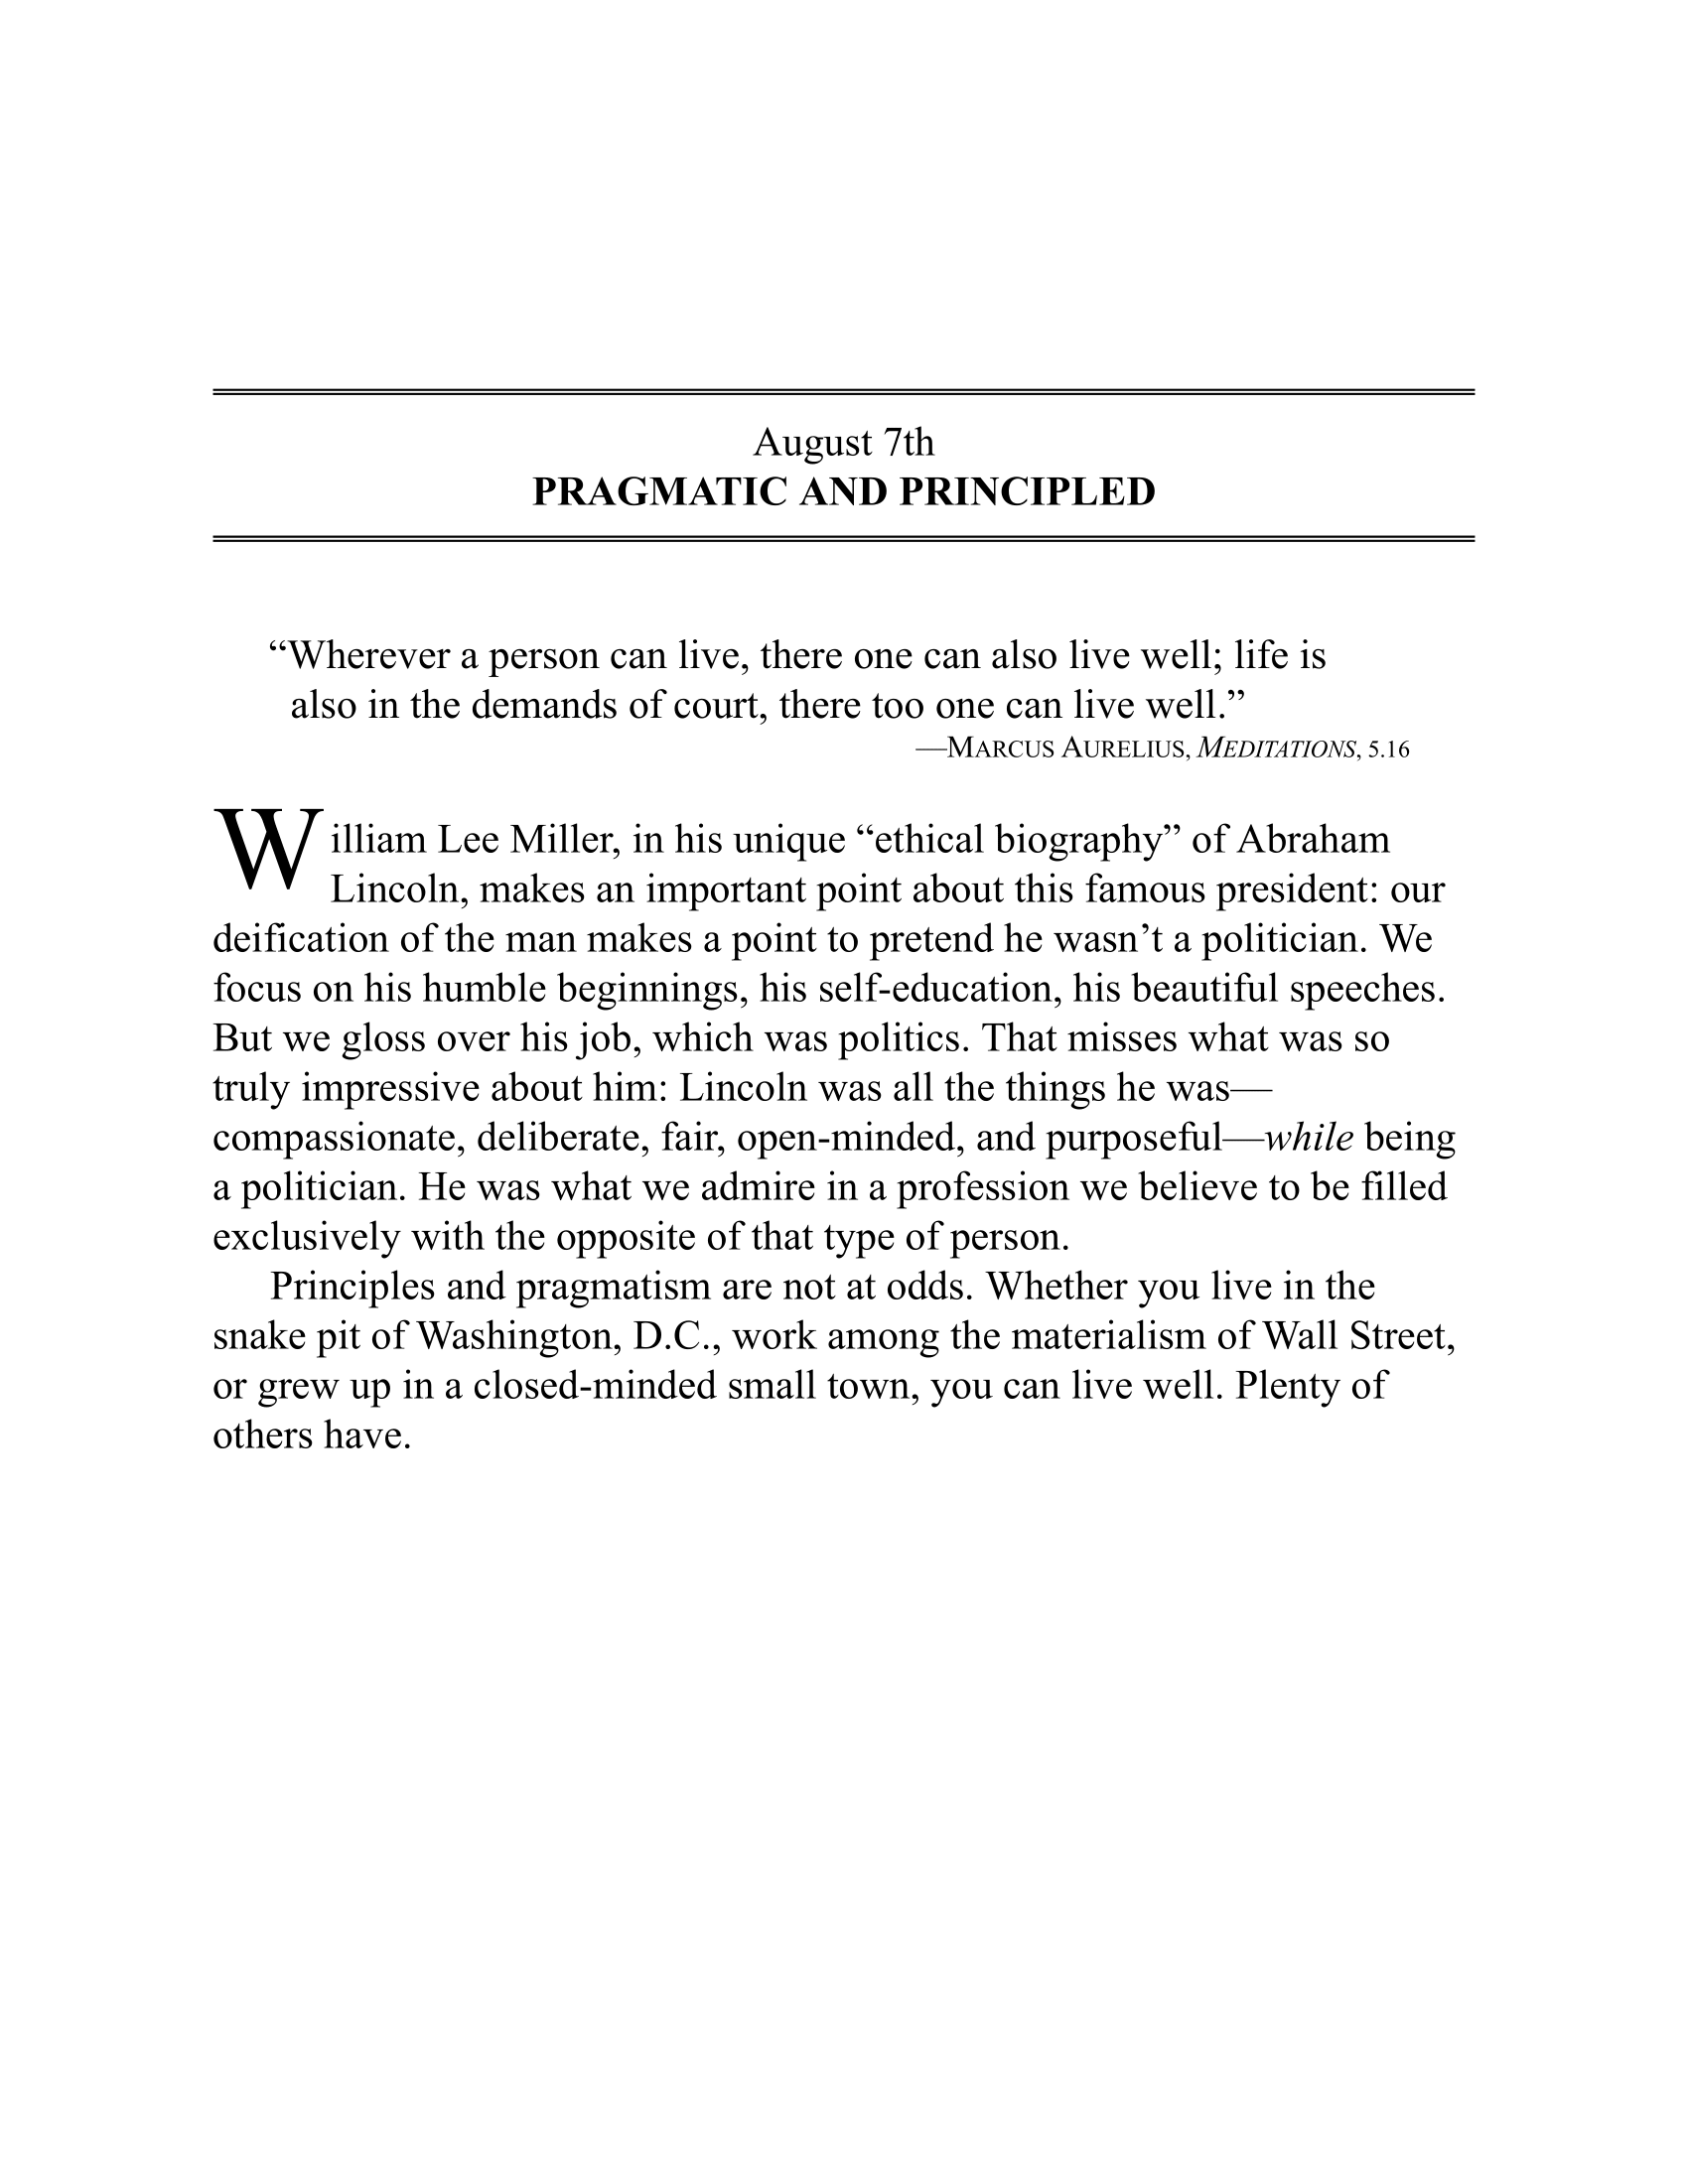 August 7th
PRAGMATIC AND PRINCIPLED
“Wherever a person can live, there one can also live well; life is
also in the demands of court, there too one can live well.”
—MARCUS AURELIUS, MEDITATIONS, 5.16
William Lee Miller, in his unique “ethical biography” of Abraham
Lincoln, makes an important point about this famous president: our
deification of the man makes a point to pretend he wasn’t a politician. We
focus on his humble beginnings, his self-education, his beautiful speeches.
But we gloss over his job, which was politics. That misses what was so
truly impressive about him: Lincoln was all the things he was—
compassionate, deliberate, fair, open-minded, and purposeful—while being
a politician. He was what we admire in a profession we believe to be filled
exclusively with the opposite of that type of person.
Principles and pragmatism are not at odds. Whether you live in the
snake pit of Washington, D.C., work among the materialism of Wall Street,
or grew up in a closed-minded small town, you can live well. Plenty of
others have.